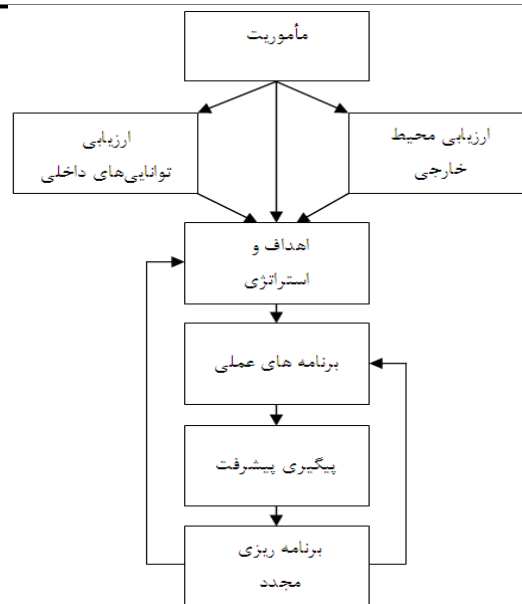 مأموریت
ارزیابی محیط
خارجی
ارزیابی
توانایی‌های داخلی
اهداف و
استراتژی
برنامه های عملی
پیگیری پیشرفت
برنامه ریزی
مجدد